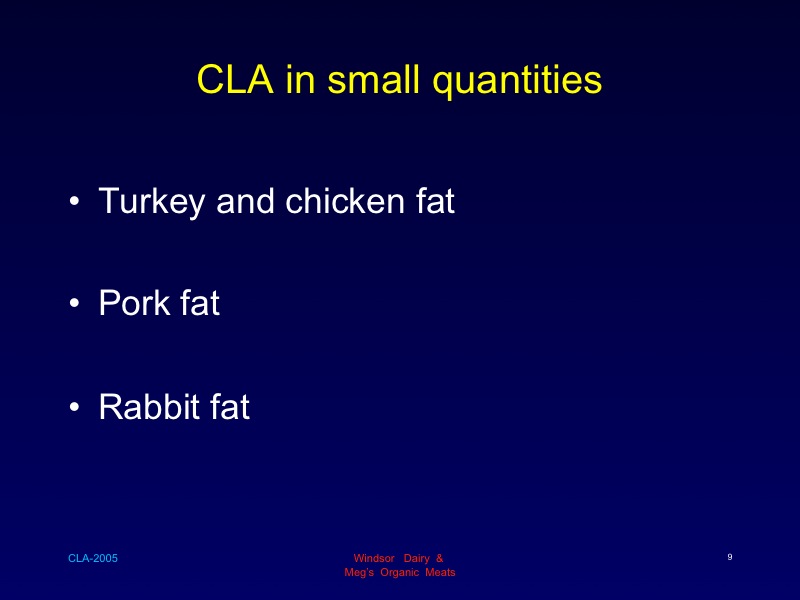 CLA in small quantities
• Turkey and chicken fat
• Pork fat
• Rabbit fat
CLA-2005
Windsor Dairy &
Meg's Organic Meats
9